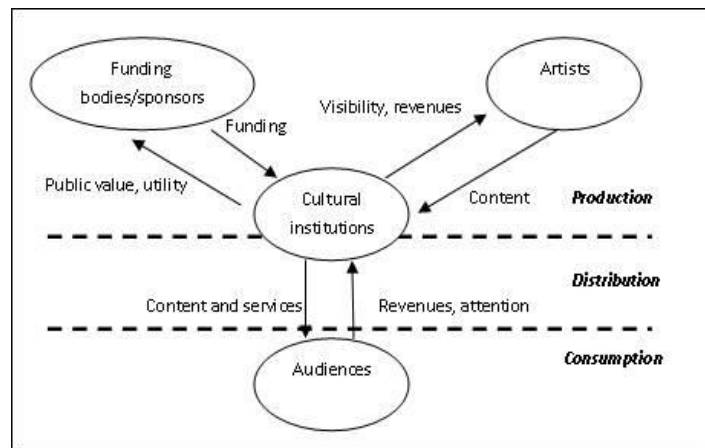 Funding
bodies/sponsors
Artists
Visibility, revenues
Funding
Public value, utility
Cultural
institutions
Content
Production
Content and services
Revenues, attention
Distribution
Audiences
Consumption